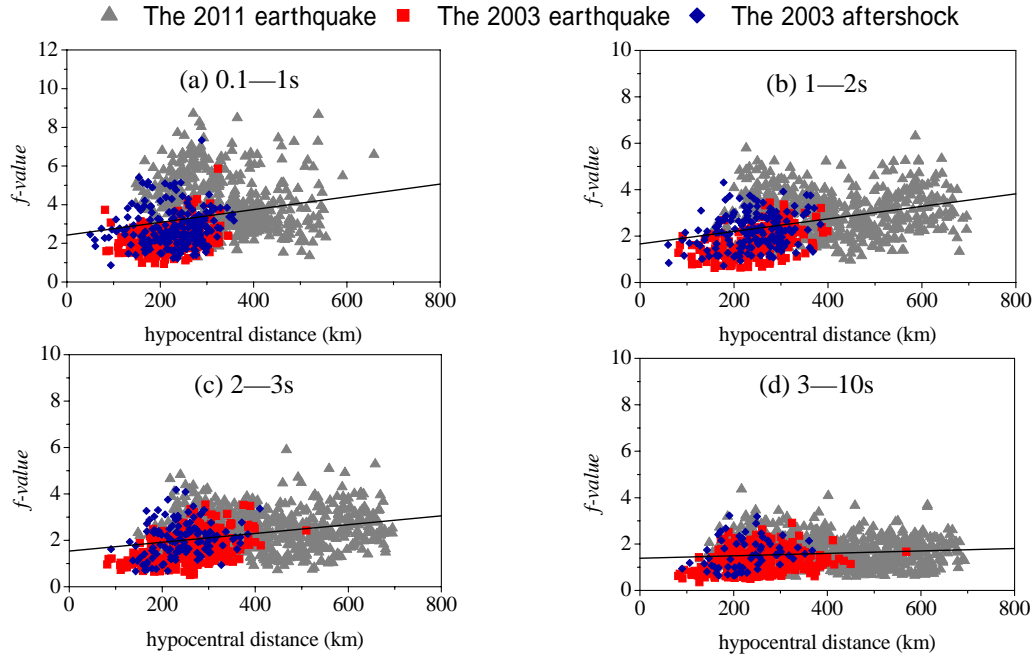 The 2011 earthquake The 2003 earthquake The 2003 aftershock
(a) 0.1—1s
f-value
12
10
8
6
4
2
0
0 200 400 600 800
hypocentral distance (km)
(b) 1—2s
f-value
10
8
6
4
2
0
0 200 400 600 800
hypocentral distance (km)
(c) 2—3s
f-value
10
8
6
4
2
0
0 200 400 600 800
hypocentral distance (km)
(d) 3—10s
f-value
10
8
6
4
2
0
0 200 400 600 800
hypocentral distance (km)